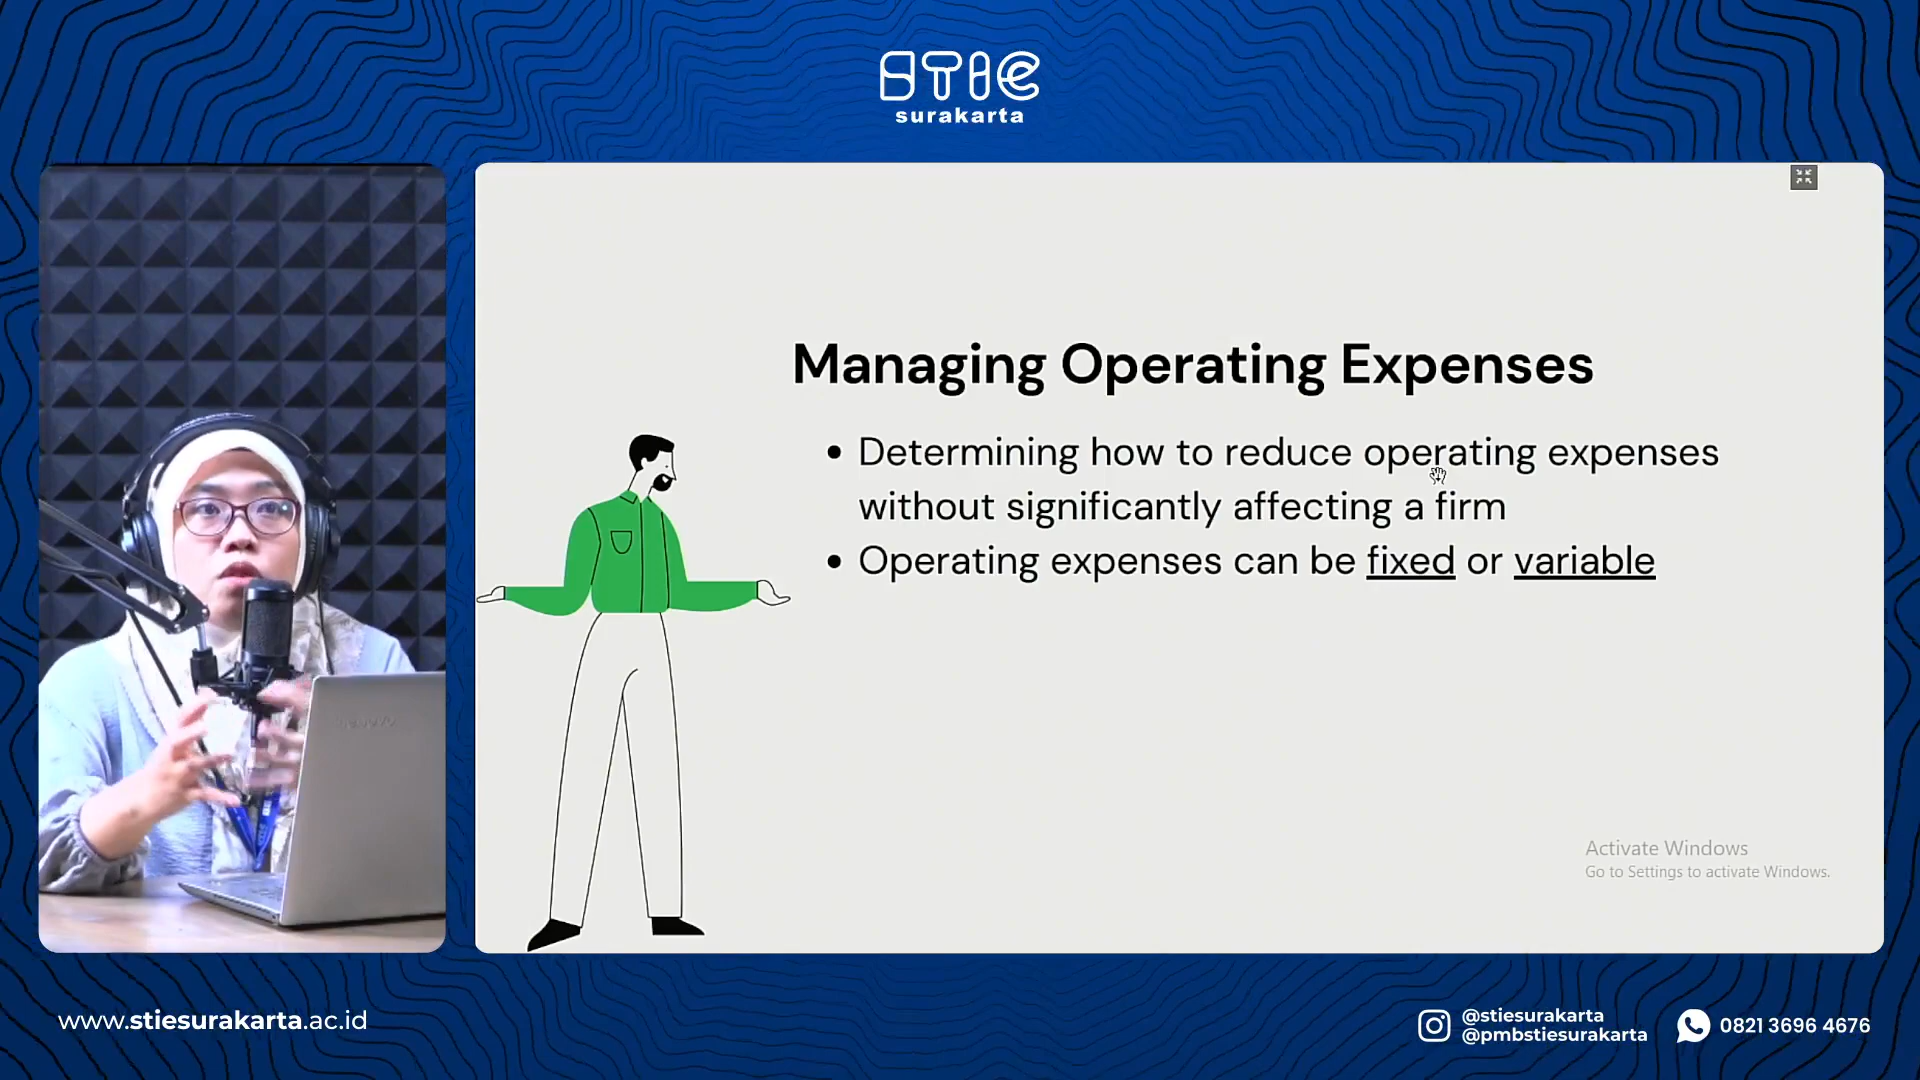 STIE
surakarta
Managing Operating Expenses
• Determining how to reduce operating expenses
without significantly affecting a firm
• Operating expenses can be fixed or variable
Activate Windows
Go to Settings to activate Windows.
www.stiesurakarta.ac.id
@stiesurakarta
@pmbstiesurakarta
0821 3696 4676